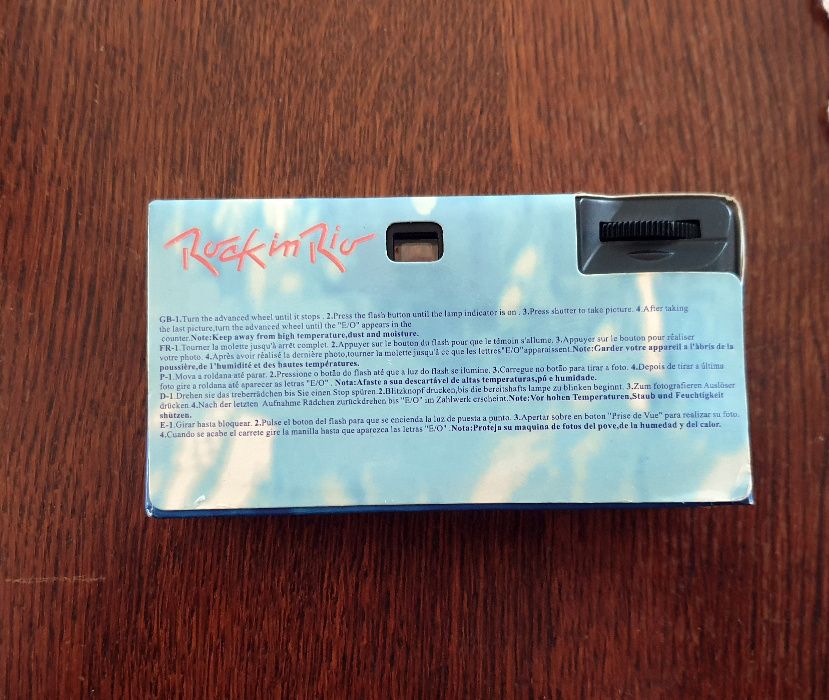 Rock in Rio
GB-1.Turn the advanced wheel until it stops . 2.Press the flash button until the lamp indicator is on . 3.Press shutter to take picture. 4.After taking
the last picture,turn the advanced wheel until the "E/O" appears in the
counter.Note:Keep away from high temperature,dust and moisture.
FR-1.Tourner la molette jusqu'à arrêt complet. 2.Appuyer sur le bouton du flash pour que le témoin s'allume. 3.Appuyer sur le bouton pour réaliser
votre photo. 4.Après avoir réalisé la dernière photo,tourner la molette jusqu'à ce que les lettres"E/O"apparaissent.Note:Garder votre appareil a l'abris de la
poussière,de l'humidité et des hautes températures.
P-1.Mova a roldana até parar. 2.Pressione o botão do flash até que a luz do flash se ilumine. 3.Carregue no botão para tirar a foto. 4.Depois de tirar a última
foto gire a roldana até aparecer as letras "E/O" . Nota:Afaste a sua descartável de altas temperaturas,pó e humidade.
D-1.Drehen sie das treberrädchen bis Sie einen Stop spüren.2.Blitzknopf drucken,bis die bereitshafts lampe zu blinken beginnt. 3.Zum fotografieren Auslöser
drücken.4.Nach der letzten Aufnahme Rädchen zurückdrehen bis "E/O" im Zahlwerk erscheint.Note:Vor hohen Temperaturen,Staub und Feuchtigkeit
shützen.
E-1.Girar hasta bloquear. 2.Pulse el boton del flash para que se encienda la luz de puesta a punto. 3.Apertar sobre en boton "Prise de Vue" para realizar su foto.
4.Cuando se acabe el carrete gire la manilla hasta que aparezca las letras "E/O" .Nota:Proteja su maquina de fotos del pove,de la humedad y del calor.